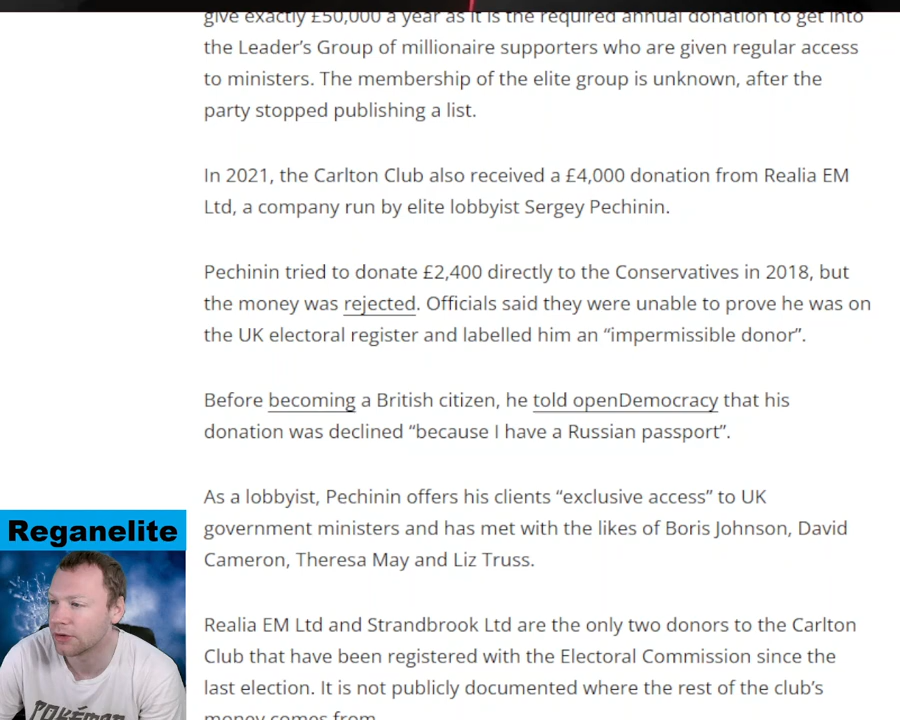 give exactly £50,000 a year as it is the required annual donation to get into
the Leader's Group of millionaire supporters who are given regular access
to ministers. The membership of the elite group is unknown, after the
party stopped publishing a list.
In 2021, the Carlton Club also received a £4,000 donation from Realia EM
Ltd, a company run by elite lobbyist Sergey Pechinin.
Pechinin tried to donate £2,400 directly to the Conservatives in 2018, but
the money was rejected. Officials said they were unable to prove he was on
the UK electoral register and labelled him an “impermissible donor”.
Before becoming a British citizen, he told openDemocracy that his
donation was declined “because I have a Russian passport”.
As a lobbyist, Pechinin offers his clients “exclusive access” to UK
government ministers and has met with the likes of Boris Johnson, David
Cameron, Theresa May and Liz Truss.
Realia EM Ltd and Strandbrook Ltd are the only two donors to the Carlton
Club that have been registered with the Electoral Commission since the
last election. It is not publicly documented where the rest of the club's
money comes from.
Reganelite
POKÉMON